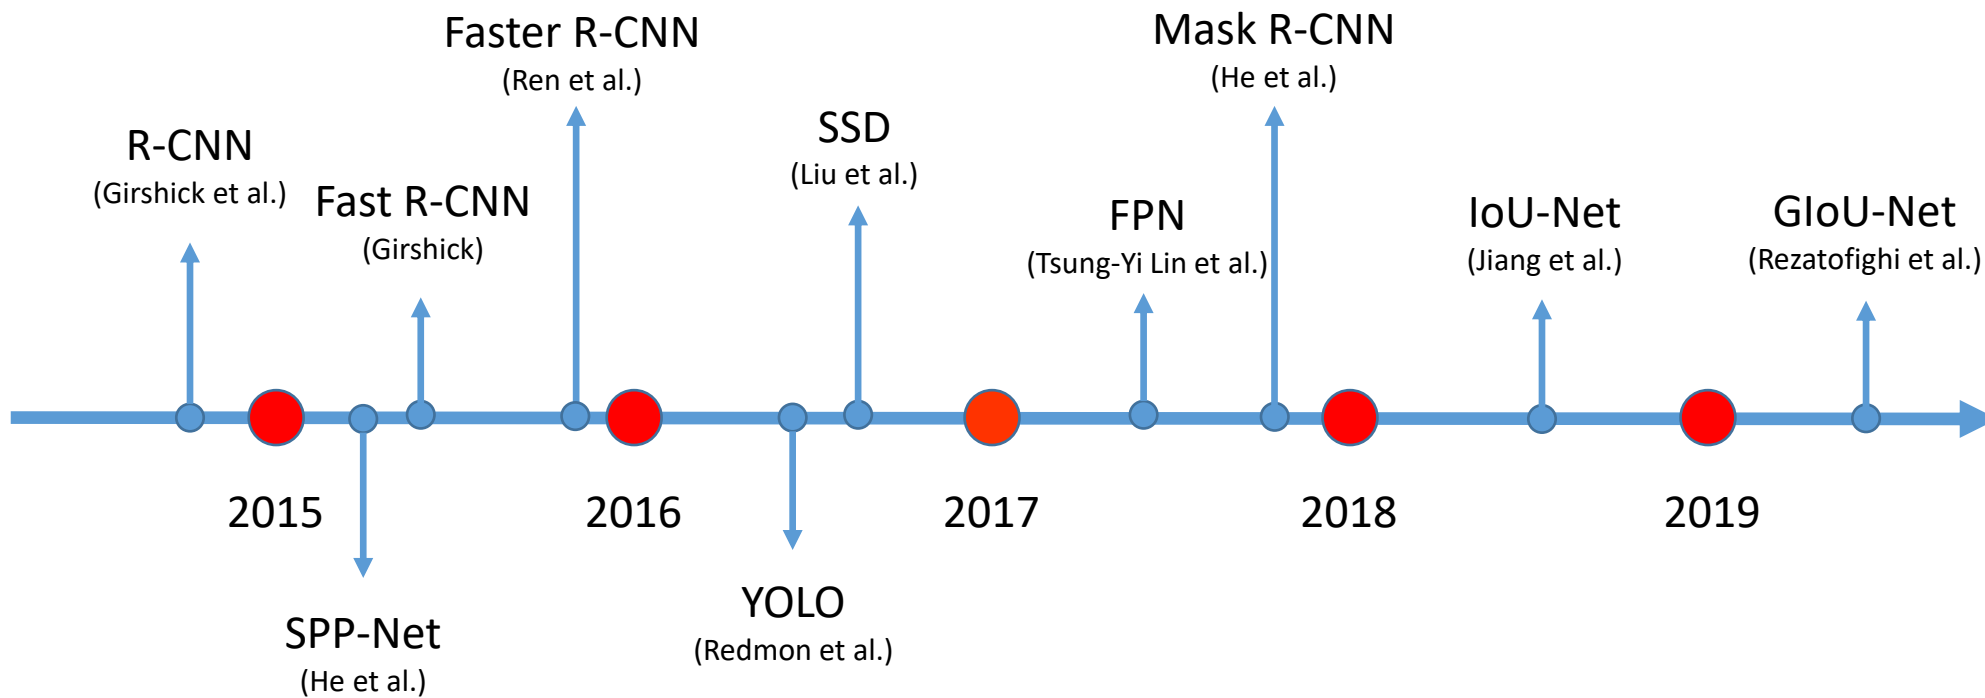 R-CNN
(Girshick et al.)
Fast R-CNN
(Girshick)
Faster R-CNN
(Ren et al.)
SSD
(Liu et al.)
FPN
(Tsung-Yi Lin et al.)
Mask R-CNN
(He et al.)
IoU-Net
(Jiang et al.)
GIoU-Net
(Rezatofighi et al.)
2015
2016
2017
2018
2019
SPP-Net
(He et al.)
YOLO
(Redmon et al.)